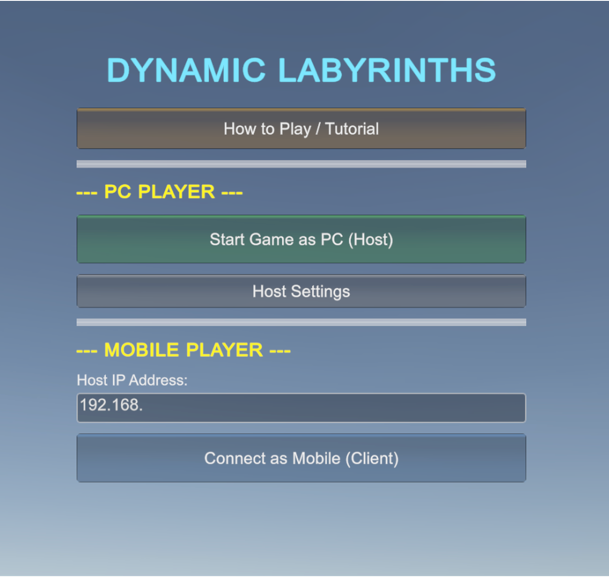 DYNAMIC LABYRINTHS
How to Play / Tutorial
--- PC PLAYER ---
Start Game as PC (Host)
Host Settings
--- MOBILE PLAYER ---
Host IP Address:
192.168.
Connect as Mobile (Client)